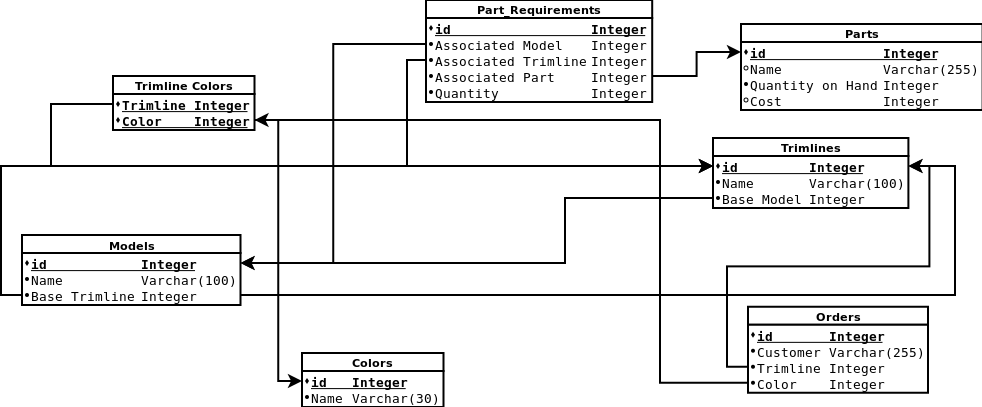 Part_Requirements
id Integer
Associated Model Integer
Associated Trimline Integer
Associated Part Integer
Quantity Integer
Parts
id Integer
Name Varchar(255)
Quantity on Hand Integer
Cost Integer
Trimline Colors
Trimline Integer
Color Integer
Trimlines
id Integer
Name Varchar(100)
Base Model Integer
Models
id Integer
Name Varchar(100)
Base Trimline Integer
Orders
id Integer
Customer Varchar(255)
Trimline Integer
Color Integer
Colors
id Integer
Name Varchar(30)